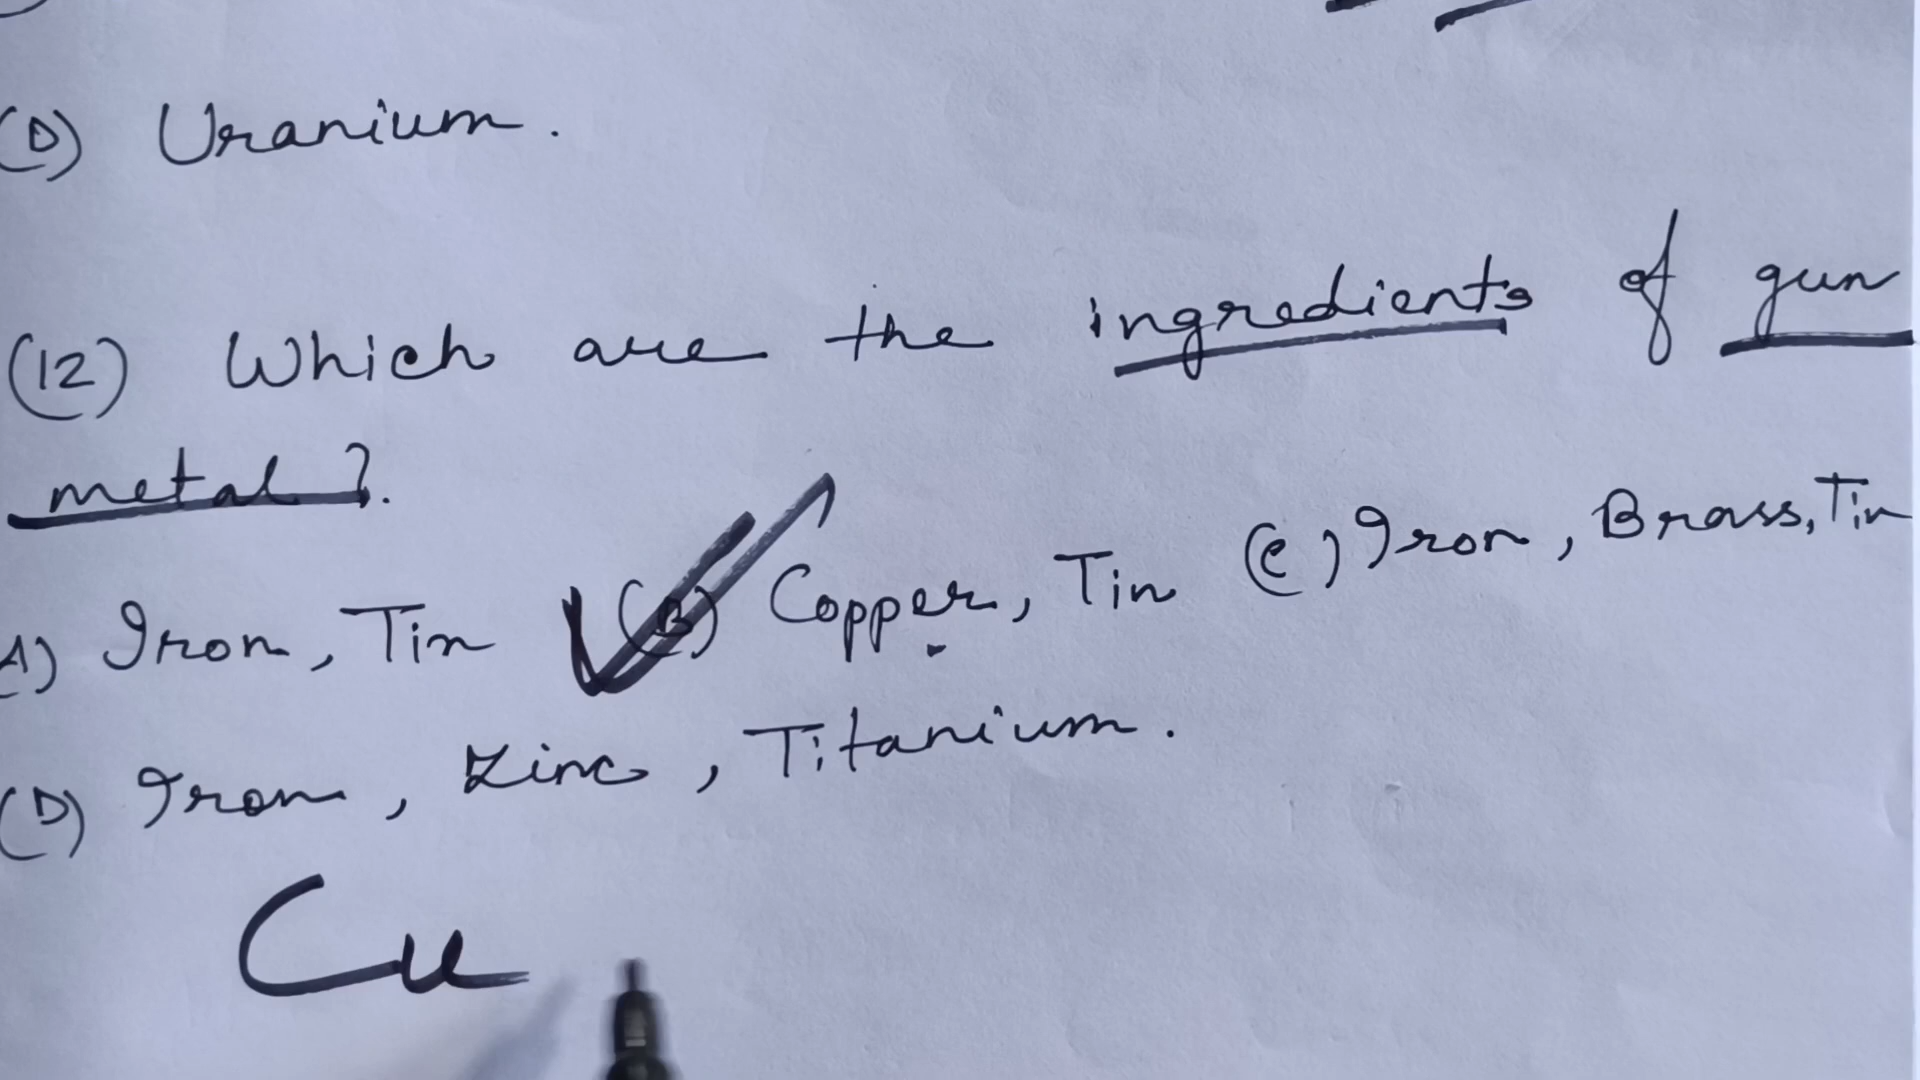 (D) Uranium.
(12) Which are the ingredients of gun
metal?
A) Iron, Tin (B) Copper, Tin (C) Iron, Brass, Tin
(D) Iron, Zinc, Titanium.
Cu